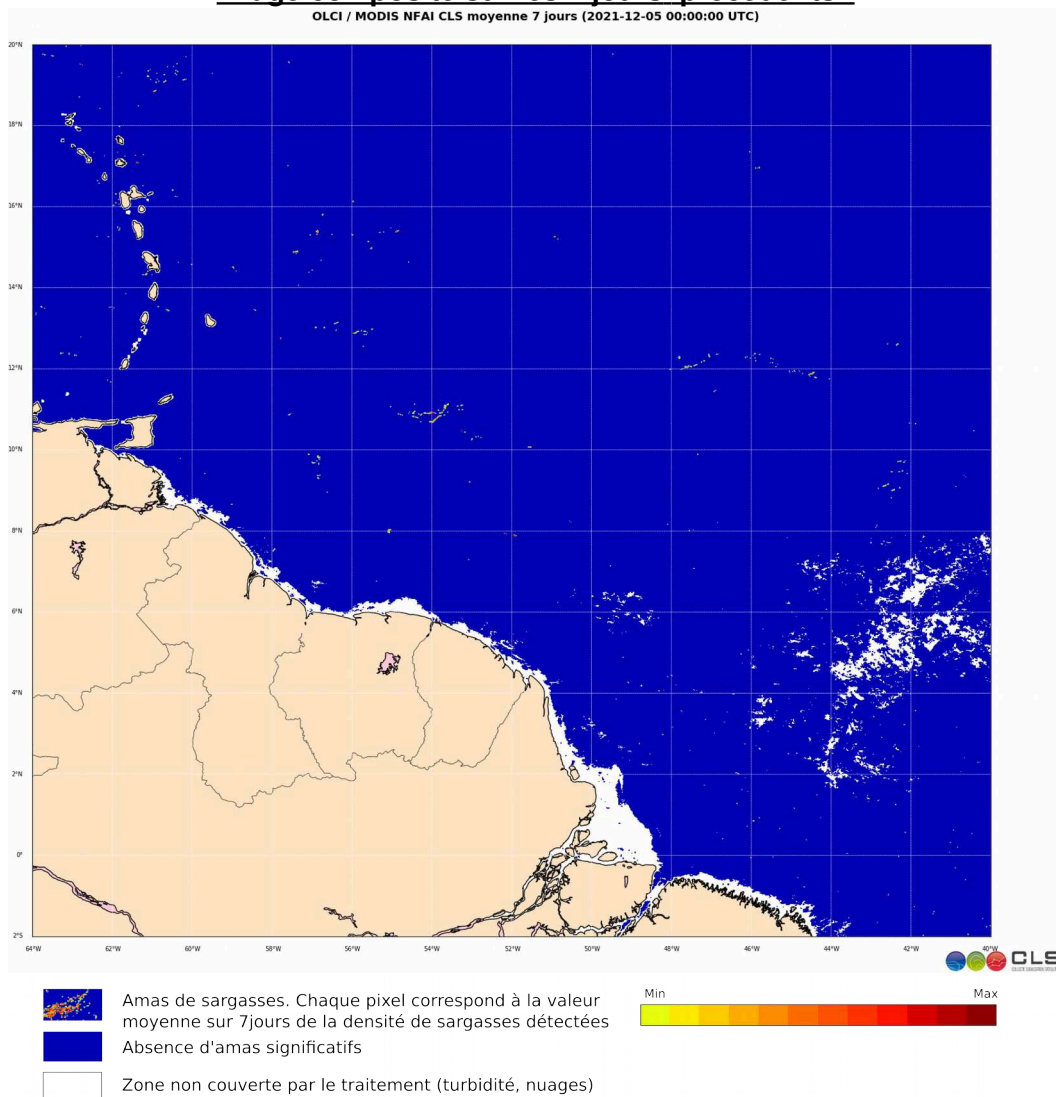 OLCI / MODIS NFAI CLS moyenne 7 jours (2021-12-05 00:00:00 UTC)
20°N
18°N
16°N
14°N
12°N
10°N
8°N
6°N
4°N
2°N
0°
2°S
64°W 62°W 60°W 58°W 56°W 54°W 52°W 50°W 48°W 46°W 44°W 42°W 40°W
CLS
Amas de sargasses. Chaque pixel correspond à la valeur
moyenne sur 7jours de la densité de sargasses détectées
Min Max
Absence d'amas significatifs
Zone non couverte par le traitement (turbidité, nuages)